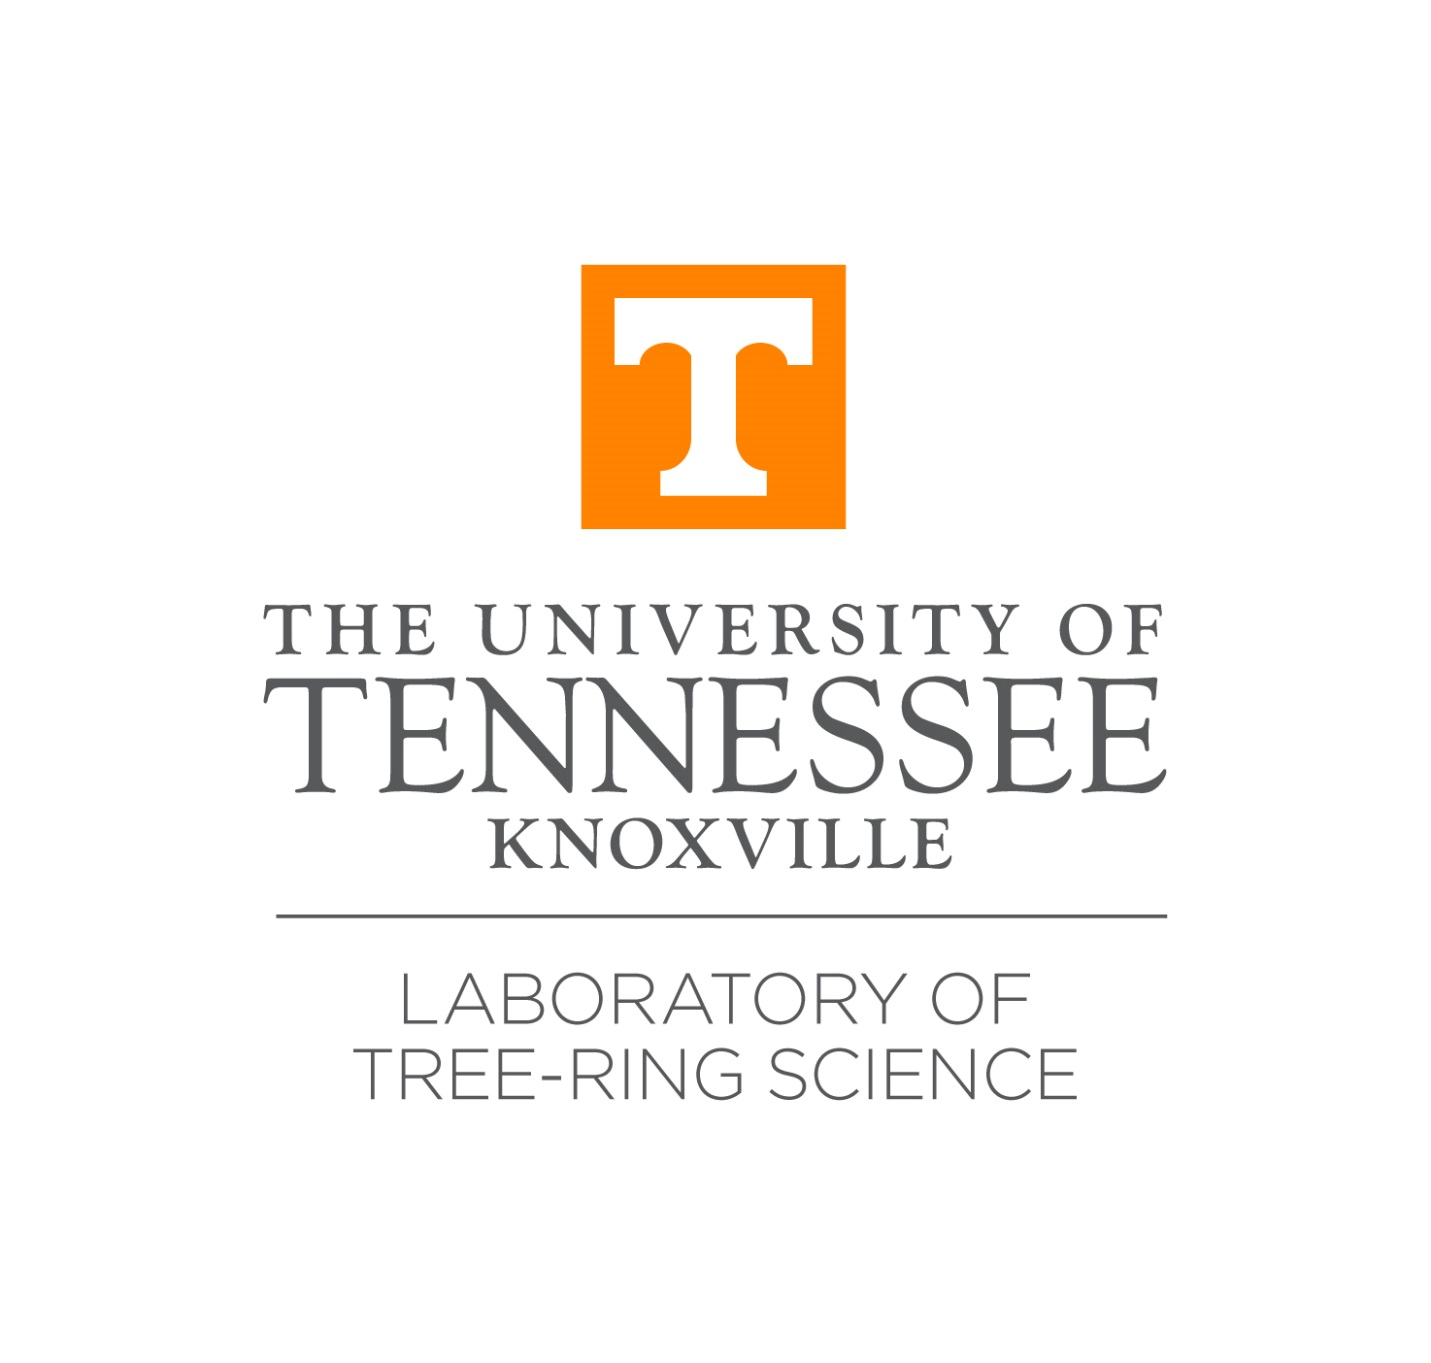 T
THE UNIVERSITY OF
TENNESSEE
KNOXVILLE
LABORATORY OF
TREE-RING SCIENCE